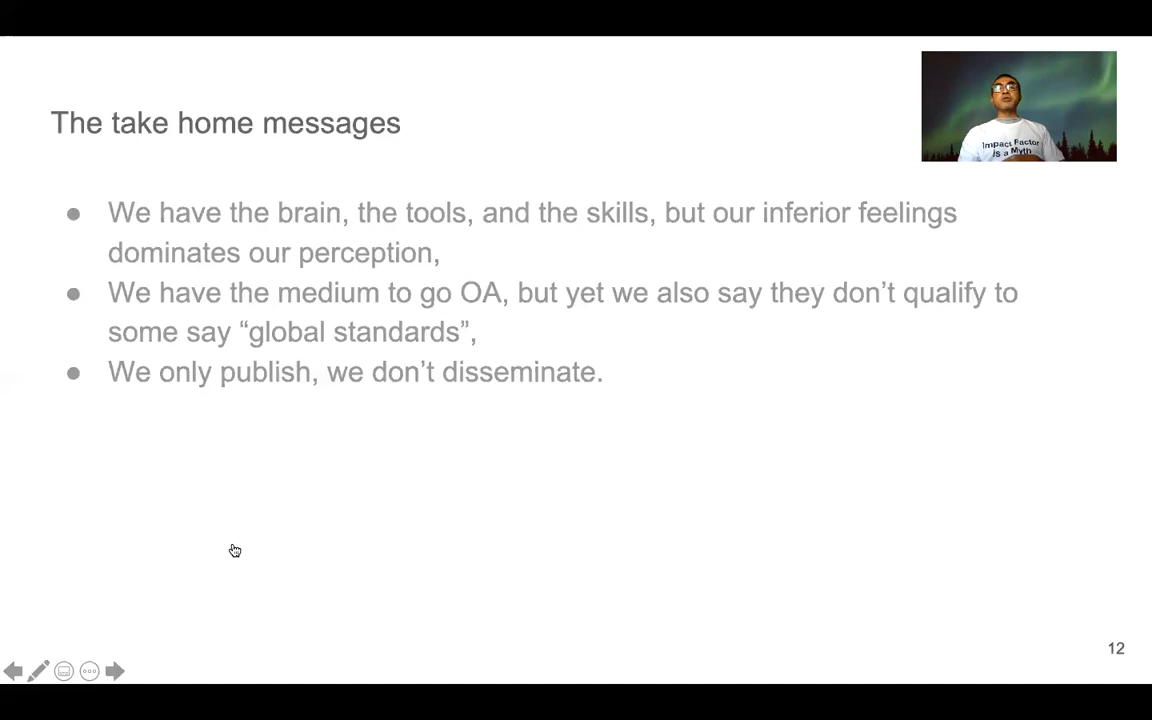 The take home messages
Impact Factor
is a Myth
● We have the brain, the tools, and the skills, but our inferior feelings
dominates our perception,
● We have the medium to go OA, but yet we also say they don’t qualify to
some say “global standards”,
● We only publish, we don’t disseminate.
12